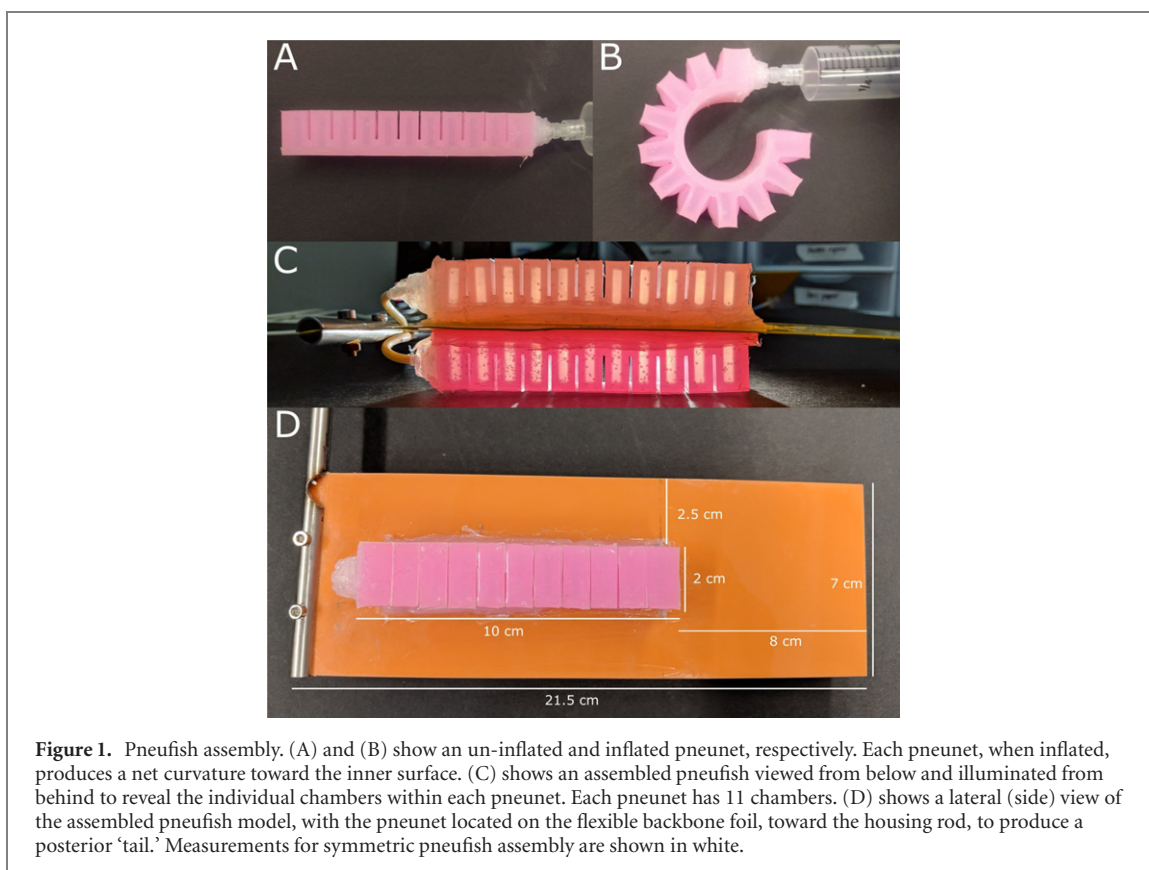 A
B
C
D
2.5 cm
2 cm
7 cm
10 cm
8 cm
21.5 cm
Figure 1. Pneufish assembly. (A) and (B) show an un-inflated and inflated pneunet, respectively. Each pneunet, when inflated,
produces a net curvature toward the inner surface. (C) shows an assembled pneufish viewed from below and illuminated from
behind to reveal the individual chambers within each pneunet. Each pneunet has 11 chambers. (D) shows a lateral (side) view of
the assembled pneufish model, with the pneunet located on the flexible backbone foil, toward the housing rod, to produce a
posterior ‘tail.’ Measurements for symmetric pneufish assembly are shown in white.